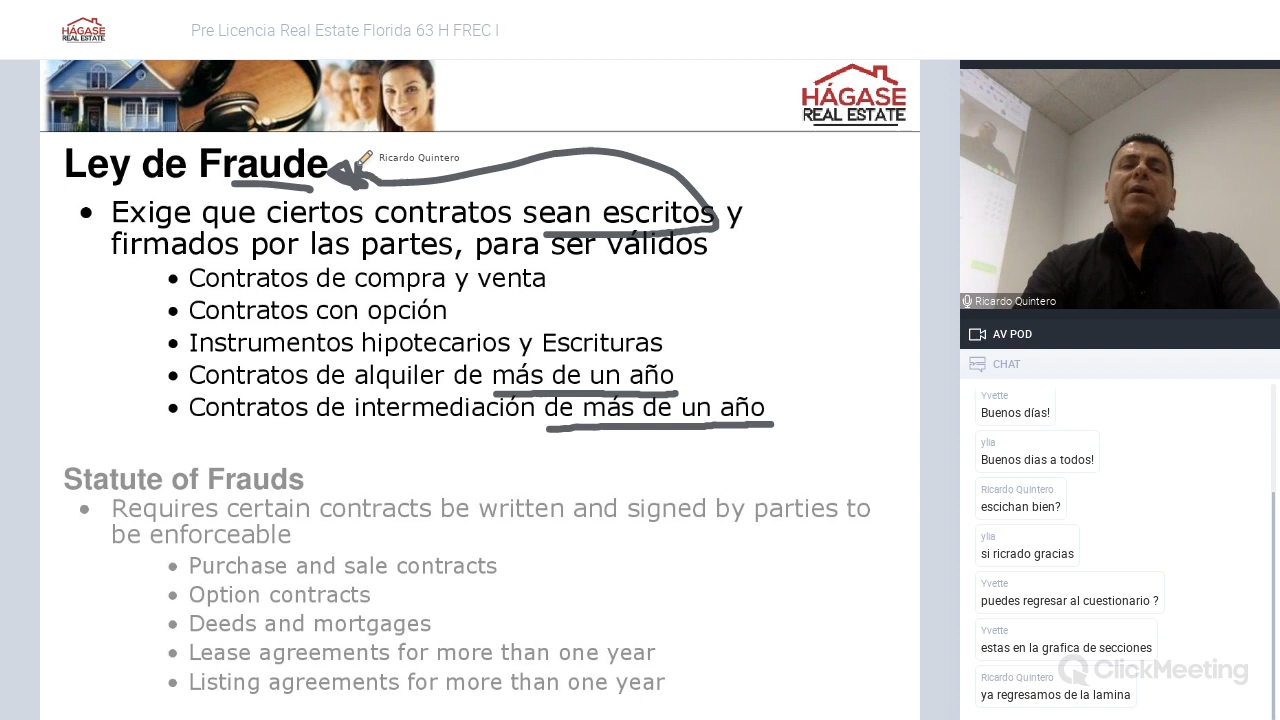 HÁGASE
REAL ESTATE
Pre Licencia Real Estate Florida 63 H FREC I
HÁGASE
REAL ESTATE
Ley de Fraude
Ricardo Quintero
• Exige que ciertos contratos sean escritos y
firmados por las partes, para ser válidos
• Contratos de compra y venta
• Contratos con opción
• Instrumentos hipotecarios y Escrituras
• Contratos de alquiler de más de un año
• Contratos de intermediación de más de un año
Statute of Frauds
• Requires certain contracts be written and signed by parties to
be enforceable
• Purchase and sale contracts
• Option contracts
• Deeds and mortgages
• Lease agreements for more than one year
• Listing agreements for more than one year
Ricardo Quintero
AV POD
CHAT
Yvette
Buenos días!
ylia
Buenos dias a todos!
Ricardo Quintero
escichan bien?
ylia
si ricrado gracias
Yvette
puedes regresar al cuestionario ?
Yvette
estas en la grafica de secciones
Ricardo Quintero
ya regresamos de la lamina
ClickMeeting